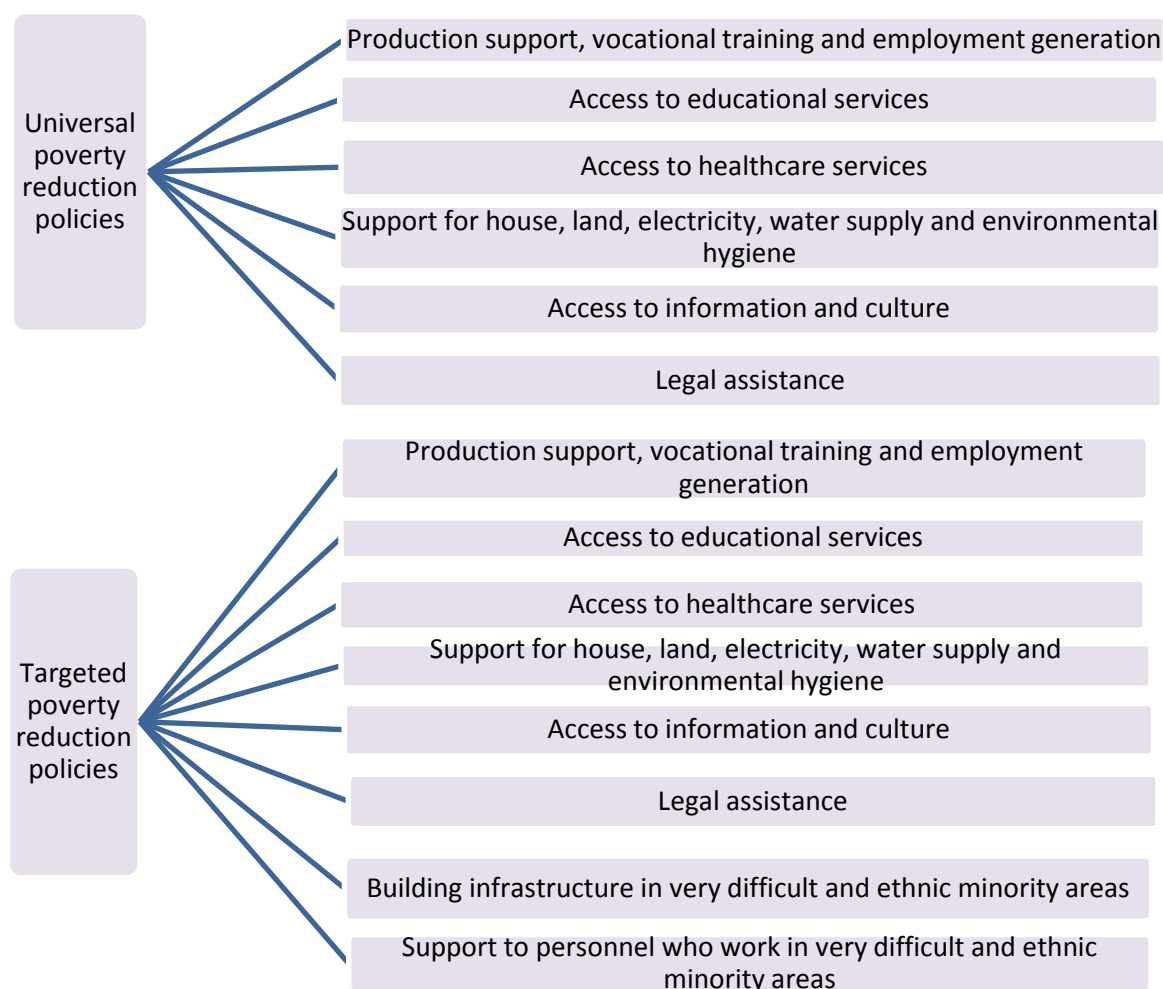 Universal
poverty
reduction
policies
Production support, vocational training and employment generation
Access to educational services
Access to healthcare services
Support for house, land, electricity, water supply and environmental
hygiene
Access to information and culture
Legal assistance
Targeted
poverty
reduction
policies
Production support, vocational training and employment
generation
Access to educational services
Access to healthcare services
Support for house, land, electricity, water supply and
environmental hygiene
Access to information and culture
Legal assistance
Building infrastructure in very difficult and ethnic minority areas
Support to personnel who work in very difficult and ethnic
minority areas